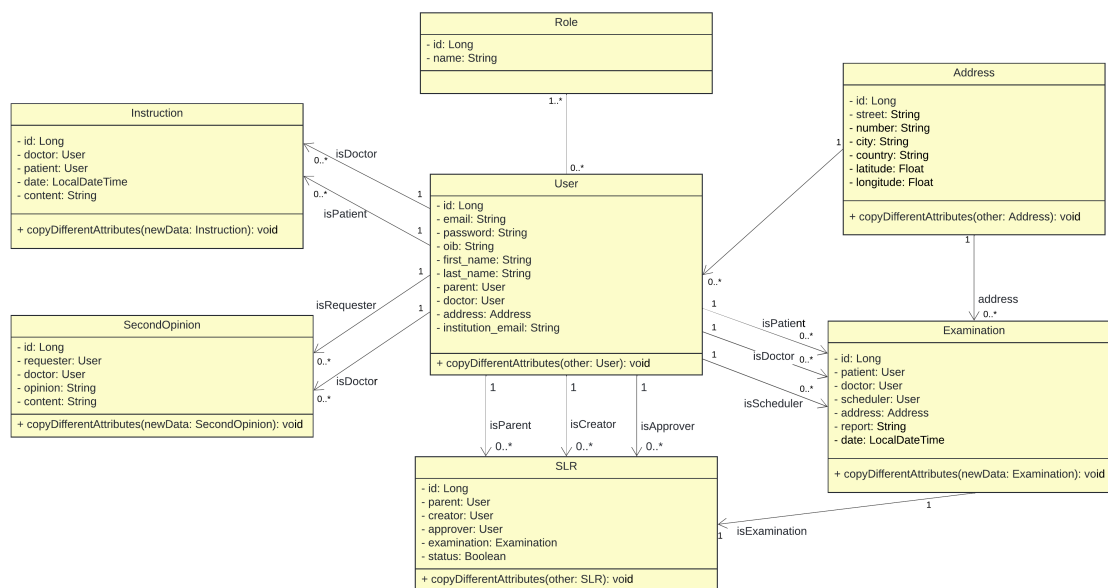 Role
- id: Long
- name: String
1..*
0..*
Address
- id: Long
- street: String
- number: String
- city: String
- country: String
- latitude: Float
- longitude: Float
+ copyDifferentAttributes(other: Address): void
1
0..*
1
address
0..*
Instruction
- id: Long
- doctor: User
- patient: User
- date: LocalDateTime
- content: String
+ copyDifferentAttributes(newData: Instruction): void
isDoctor
0..*
1
isPatient
0..*
1
User
- id: Long
- email: String
- password: String
- oib: String
- first_name: String
- last_name: String
- parent: User
- doctor: User
- address: Address
- institution_email: String
+ copyDifferentAttributes(other: User): void
SecondOpinion
- id: Long
- requester: User
- doctor: User
- opinion: String
- content: String
+ copyDifferentAttributes(newData: SecondOpinion): void
isRequester
1
0..*
isDoctor
1
0..*
1
isPatient
0..*
1
isDoctor
0..*
1
isScheduler
0..*
Examination
- id: Long
- patient: User
- doctor: User
- scheduler: User
- address: Address
- report: String
- date: LocalDateTime
+ copyDifferentAttributes(newData: Examination): void
1
isParent
0..*
1
isCreator
0..*
1
isApprover
0..*
SLR
- id: Long
- parent: User
- creator: User
- approver: User
- examination: Examination
- status: Boolean
+ copyDifferentAttributes(other: SLR): void
1
isExamination
1